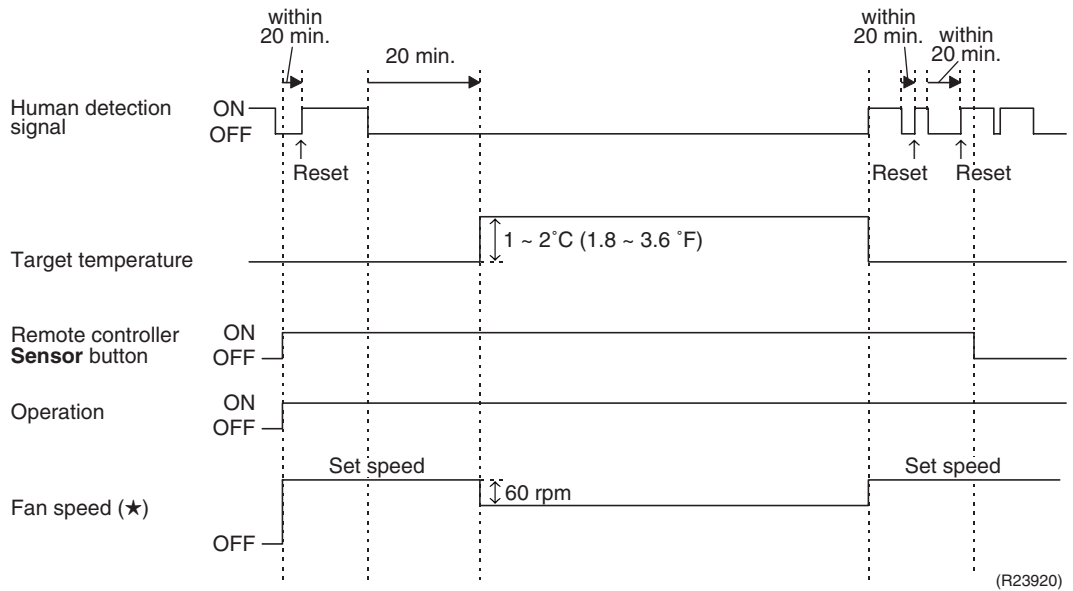 within
20 min.
20 min.
within
20 min.
within
20 min.
Human detection
signal
ON
OFF
↑
Reset
↑
Reset
↑
Reset
1 ~ 2˚C (1.8 ~ 3.6 ˚F)
Target temperature
Remote controller
Sensor button
ON
OFF
Operation
ON
OFF
Set speed
Set speed
60 rpm
Fan speed (★)
OFF
(R23920)